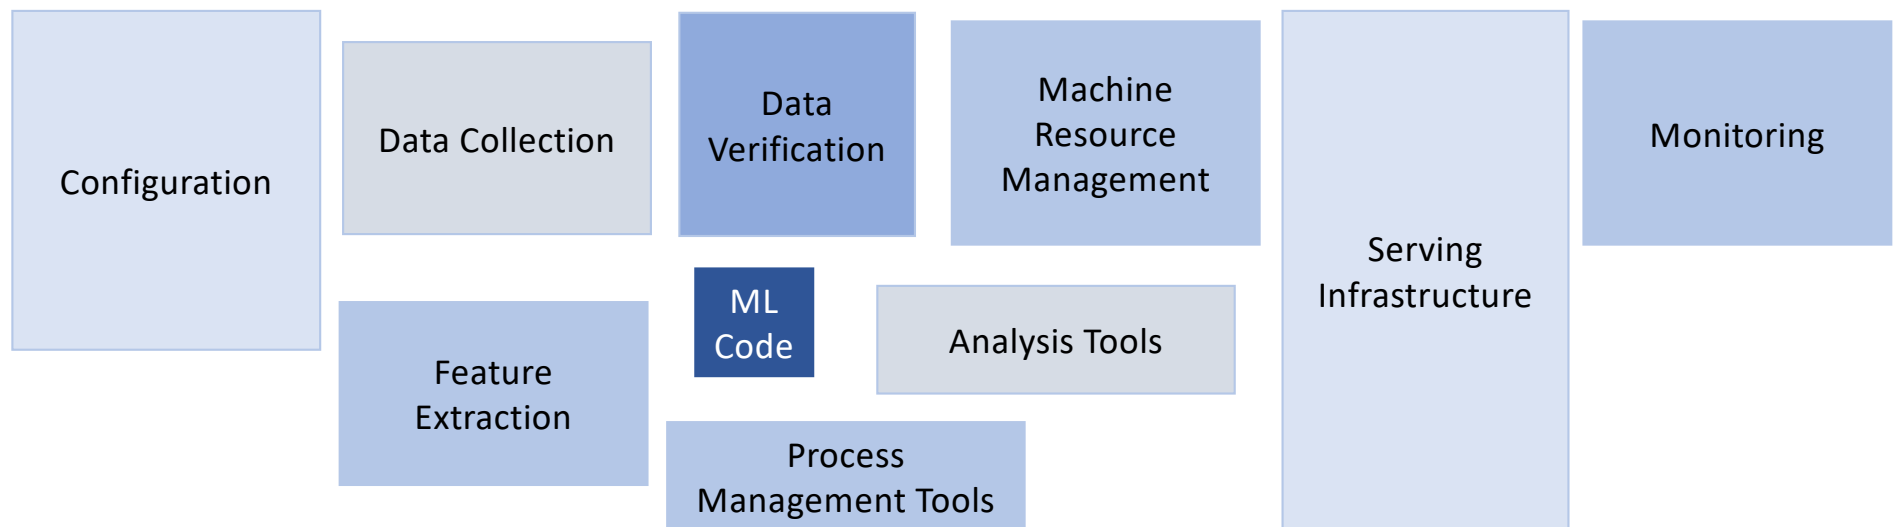 Configuration
Data Collection
Data
Verification
Machine
Resource
Management
Serving
Infrastructure
Monitoring
Feature
Extraction
ML
Code
Analysis Tools
Process
Management Tools